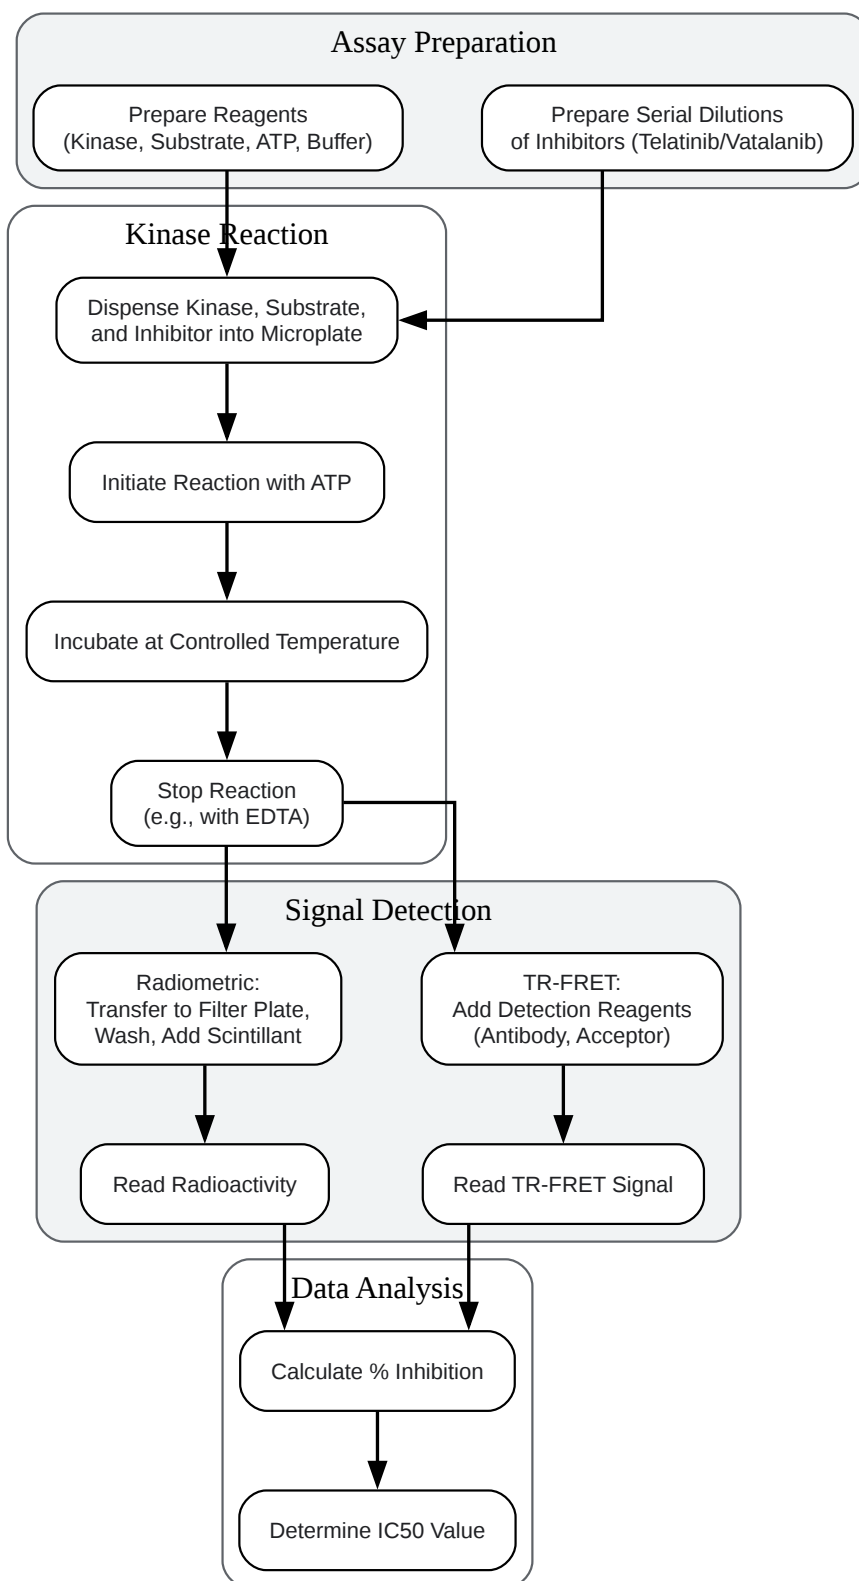 Assay Preparation
Prepare Reagents
(Kinase, Substrate, ATP, Buffer)
Prepare Serial Dilutions
of Inhibitors (Telatinib/Vatalanib)
Kinase Reaction
Dispense Kinase, Substrate,
and Inhibitor into Microplate
Initiate Reaction with ATP
Incubate at Controlled Temperature
Stop Reaction
(e.g., with EDTA)
Signal Detection
Radiometric:
Transfer to Filter Plate,
Wash, Add Scintillant
TR-FRET:
Add Detection Reagents
(Antibody, Acceptor)
Read Radioactivity
Read TR-FRET Signal
Data Analysis
Calculate % Inhibition
Determine IC50 Value